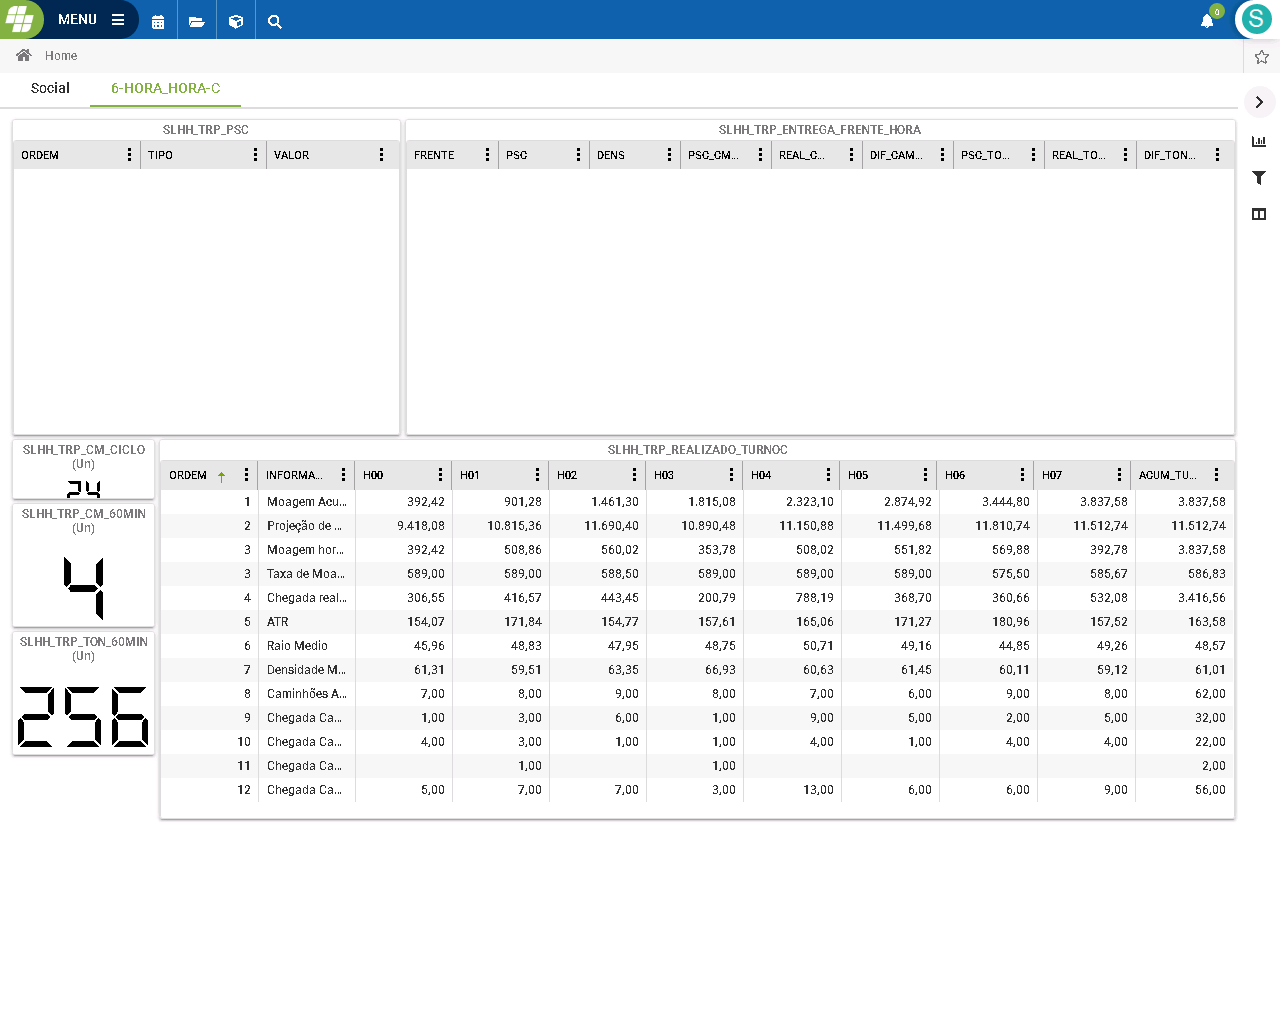 MENU
0
S
Home
Social 6-HORA_HORA-C
SLHH_TRP_PSC
ORDEM TIPO VALOR
SLHH_TRP_ENTREGA_FRENTE_HORA
FRENTE PSC DENS PSC_CM... REAL_C... DIF_CAM... PSC_TO... REAL_TO... DIF_TON...
SLHH_TRP_CM_CICLO
(Un)
24
SLHH_TRP_CM_60MIN
(Un)
4
SLHH_TRP_TON_60MIN
(Un)
256
SLHH_TRP_REALIZADO_TURNOC
ORDEM INFORMA... H00 H01 H02 H03 H04 H05 H06 H07 ACUM_TU...
1 Moagem Acu... 392,42 901,28 1.461,30 1.815,08 2.323,10 2.874,92 3.444,80 3.837,58 3.837,58
2 Projeção de ... 9.418,08 10.815,36 11.690,40 10.890,48 11.150,88 11.499,68 11.810,74 11.512,74 11.512,74
3 Moagem hor... 392,42 508,86 560,02 353,78 508,02 551,82 569,88 392,78 3.837,58
3 Taxa de Moa... 589,00 589,00 588,50 589,00 589,00 589,00 575,50 585,67 586,83
4 Chegada real... 306,55 416,57 443,45 200,79 788,19 368,70 360,66 532,08 3.416,56
5 ATR 154,07 171,84 154,77 157,61 165,06 171,27 180,96 157,52 163,58
6 Raio Medio 45,96 48,83 47,95 48,75 50,71 49,16 44,85 49,26 48,57
7 Densidade M... 61,31 59,51 63,35 66,93 60,63 61,45 60,11 59,12 61,01
8 Caminhões A... 7,00 8,00 9,00 8,00 7,00 6,00 9,00 8,00 62,00
9 Chegada Ca... 1,00 3,00 6,00 1,00 9,00 5,00 2,00 5,00 32,00
10 Chegada Ca... 4,00 3,00 1,00 1,00 4,00 1,00 4,00 4,00 22,00
11 Chegada Ca... 1,00 1,00 2,00
12 Chegada Ca... 5,00 7,00 7,00 3,00 13,00 6,00 6,00 9,00 56,00